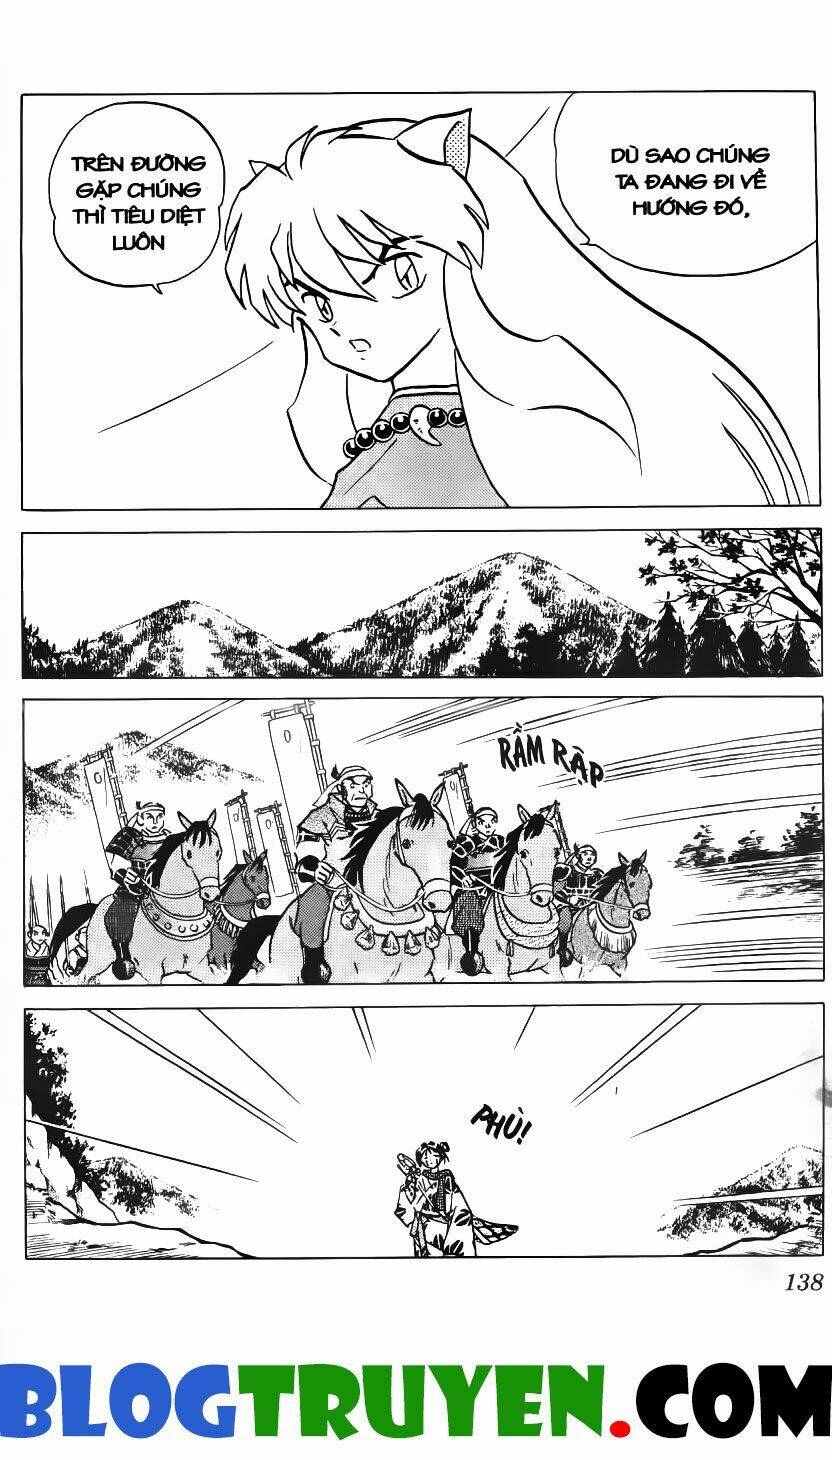 DÙ SAO CHÚNG
TA ĐANG ĐI VỀ
HƯỚNG ĐÓ,
TRÊN ĐƯỜNG
GẶP CHÚNG
THÌ TIÊU DIỆT
LUÔN
RẦM RẬP
PHÙ!
138
BLOGTRUYEN.COM